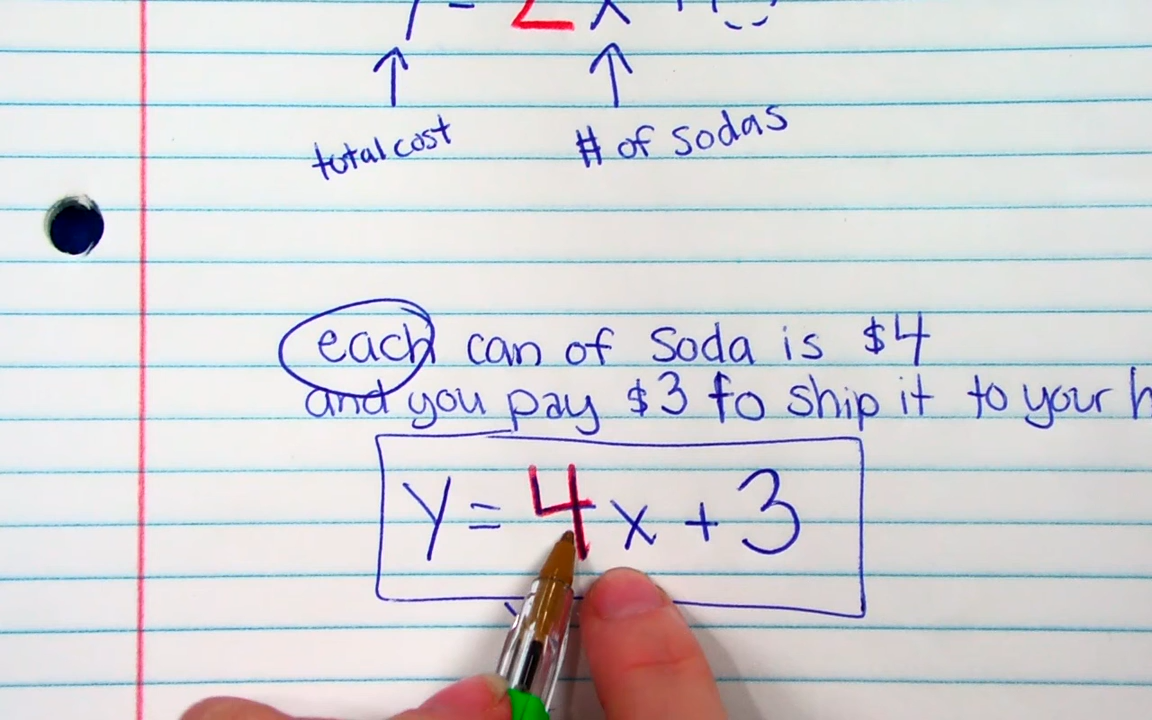 total cost # of sodas
each can of Soda is $4
and you pay $3 to ship it to your
y = 4x + 3